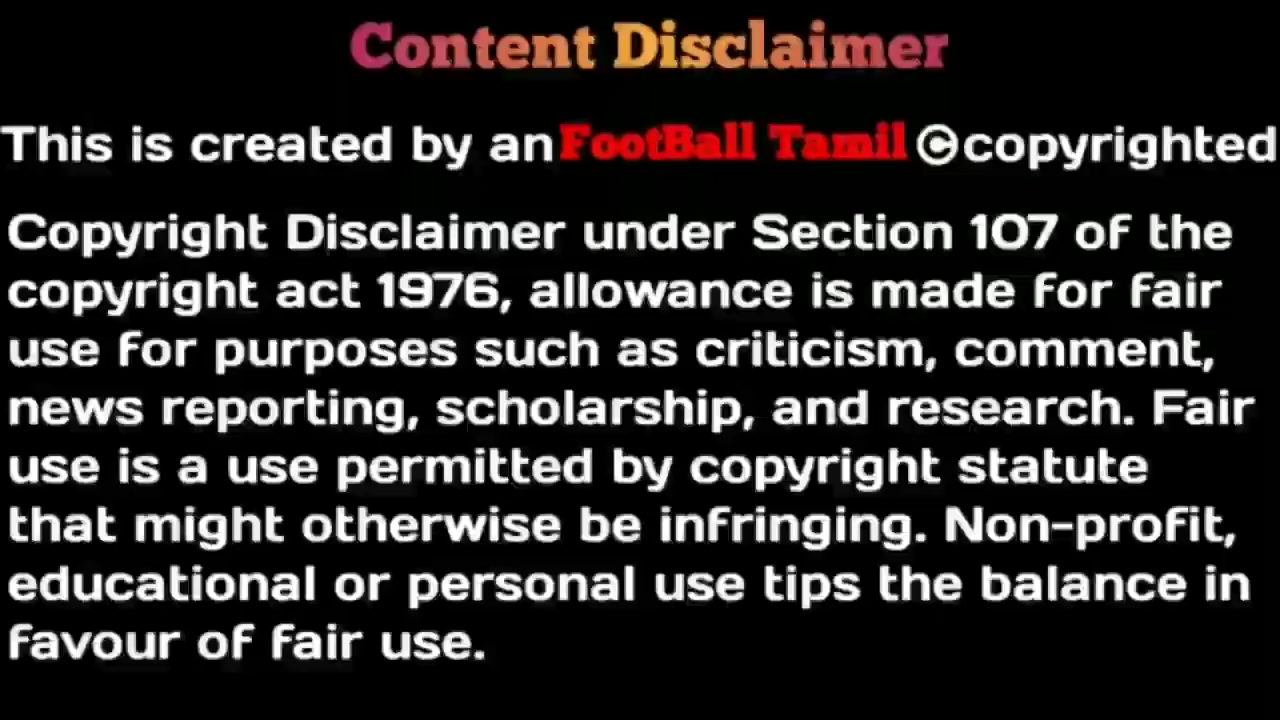 Content Disclaimer
This is created by an FootBall Tamil ©copyrighted
Copyright Disclaimer under Section 107 of the
copyright act 1976, allowance is made for fair
use for purposes such as criticism, comment,
news reporting, scholarship, and research. Fair
use is a use permitted by copyright statute
that might otherwise be infringing. Non-profit,
educational or personal use tips the balance in
favour of fair use.